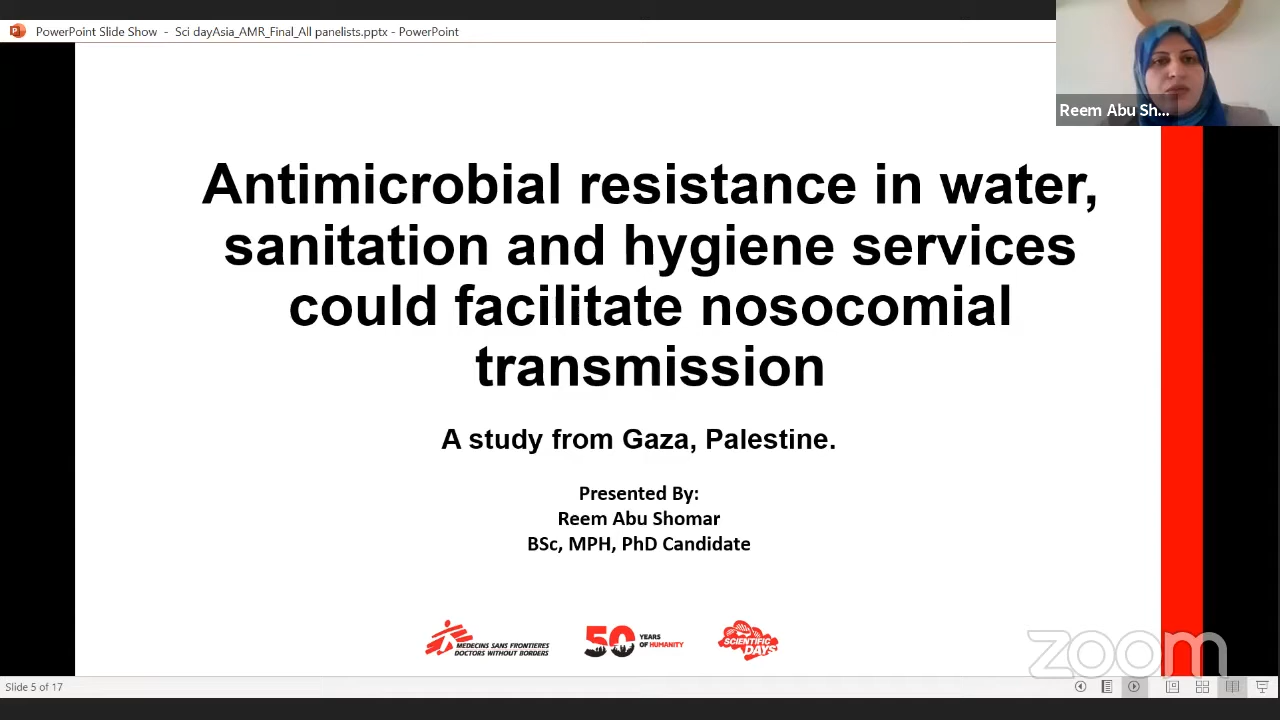 PowerPoint Slide Show - Sci dayAsia_AMR_Final_All panelists.pptx - PowerPoint
Reem Abu Sh...
Antimicrobial resistance in water,
sanitation and hygiene services
could facilitate nosocomial
transmission
A study from Gaza, Palestine.
Presented By:
Reem Abu Shomar
BSc, MPH, PhD Candidate
MEDECINS SANS FRONTIERES
DOCTORS WITHOUT BORDERS
50 YEARS
OF HUMANITY
SCIENTIFIC
DAYS
zoom
Slide 5 of 17